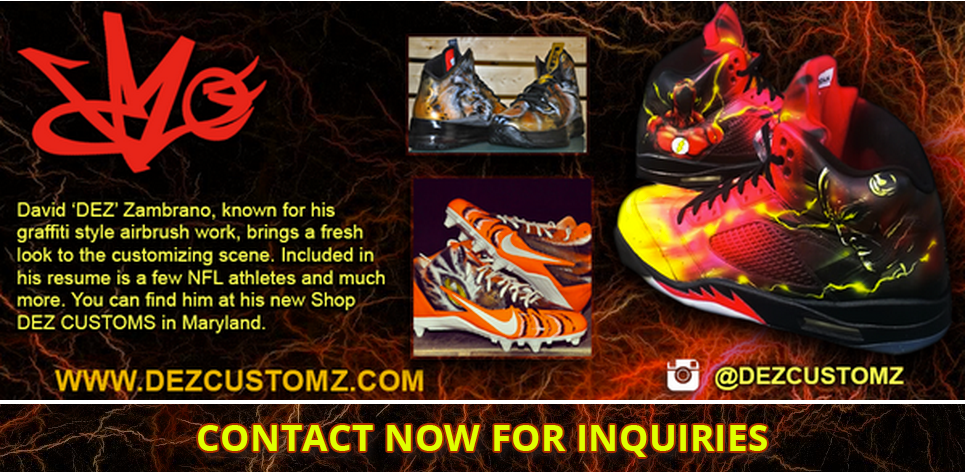 David 'DEZ' Zambrano, known for his
graffiti style airbrush work, brings a fresh
look to the customizing scene. Included in
his resume is a few NFL athletes and much
more. You can find him at his new Shop
DEZ CUSTOMS in Maryland.
WWW.DEZCUSTOMZ.COM
@DEZCUSTOMZ
CONTACT NOW FOR INQUIRIES